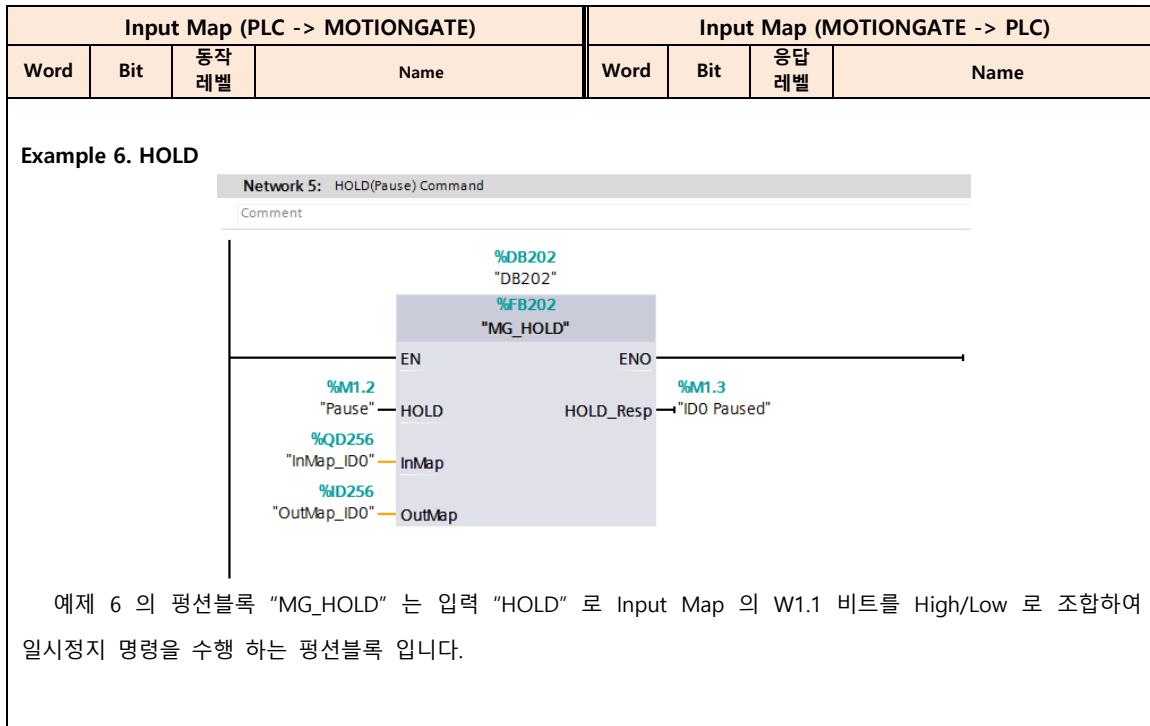 Input Map (PLC -> MOTIONGATE) Input Map (MOTIONGATE -> PLC)
Word Bit 동작 레벨 Name Word Bit 응답 레벨 Name
Example 6. HOLD
Network 5: HOLD(Pause) Command
Comment
%DB202
"DB202"
%FB202
"MG_HOLD"
EN ENO
%M1.2 %M1.3
"Pause" HOLD HOLD_Resp "ID0 Paused"
%QD256
"InMap_ID0" InMap
%ID256
"OutMap_ID0" OutMap
예제 6 의 펑션블록 "MG_HOLD" 는 입력 "HOLD" 로 Input Map 의 W1.1 비트를 High/Low 로 조합하여
일시정지 명령을 수행 하는 펑션블록 입니다.